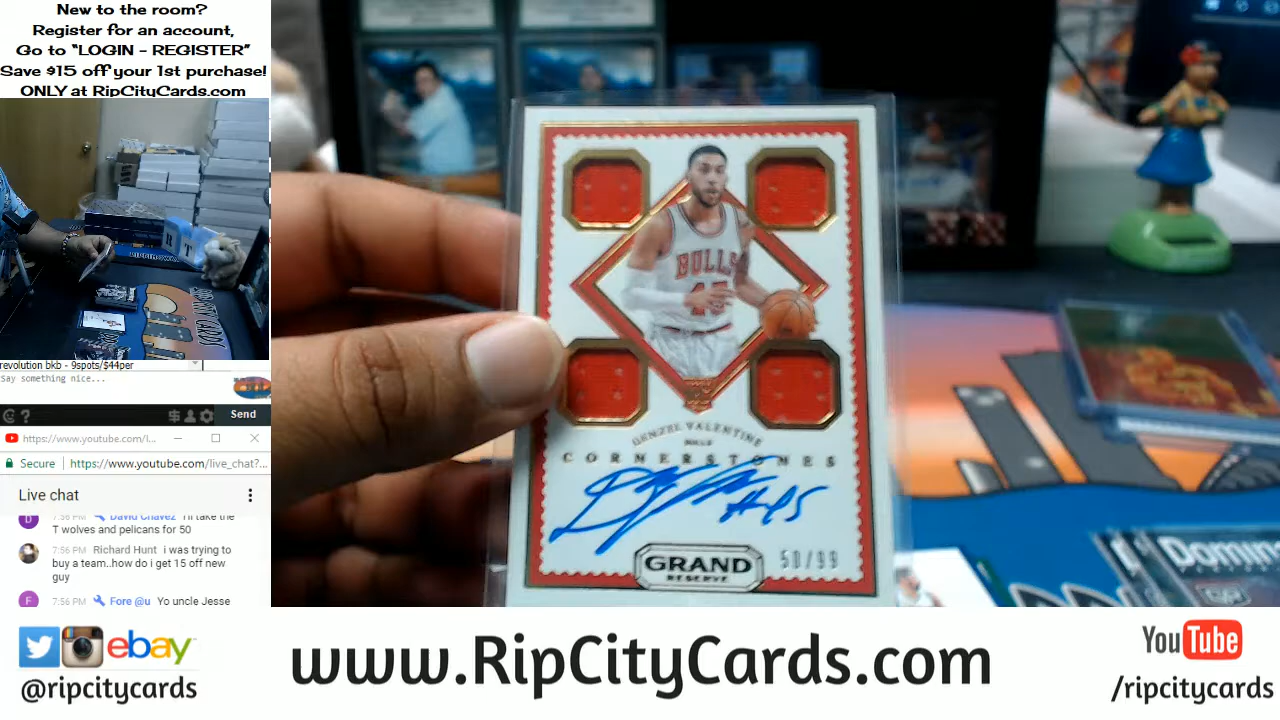 New to the room?
Register for an account,
Go to “LOGIN - REGISTER”
Save $15 off your 1st purchase!
ONLY at RipCityCards.com
revolution bkb - 9spots/$44per
Say something nice...
Send
https://www.youtube.com/l...
Secure
https://www.youtube.com/live_chat?...
Live chat
7:56 PM David Chavez I'll take the
T wolves and pelicans for 50
7:56 PM Richard Hunt i was trying to
buy a team..how do i get 15 off new
guy
7:56 PM Fore @u Yo uncle Jesse
BULLS
45
RC
DENZEL VALENTINE
BULLS
CORNERSTONES
#45
GRAND
RESERVE
50/99
R T
ebay
@ripcitycards
www.RipCityCards.com
YouTube
/ripcitycards